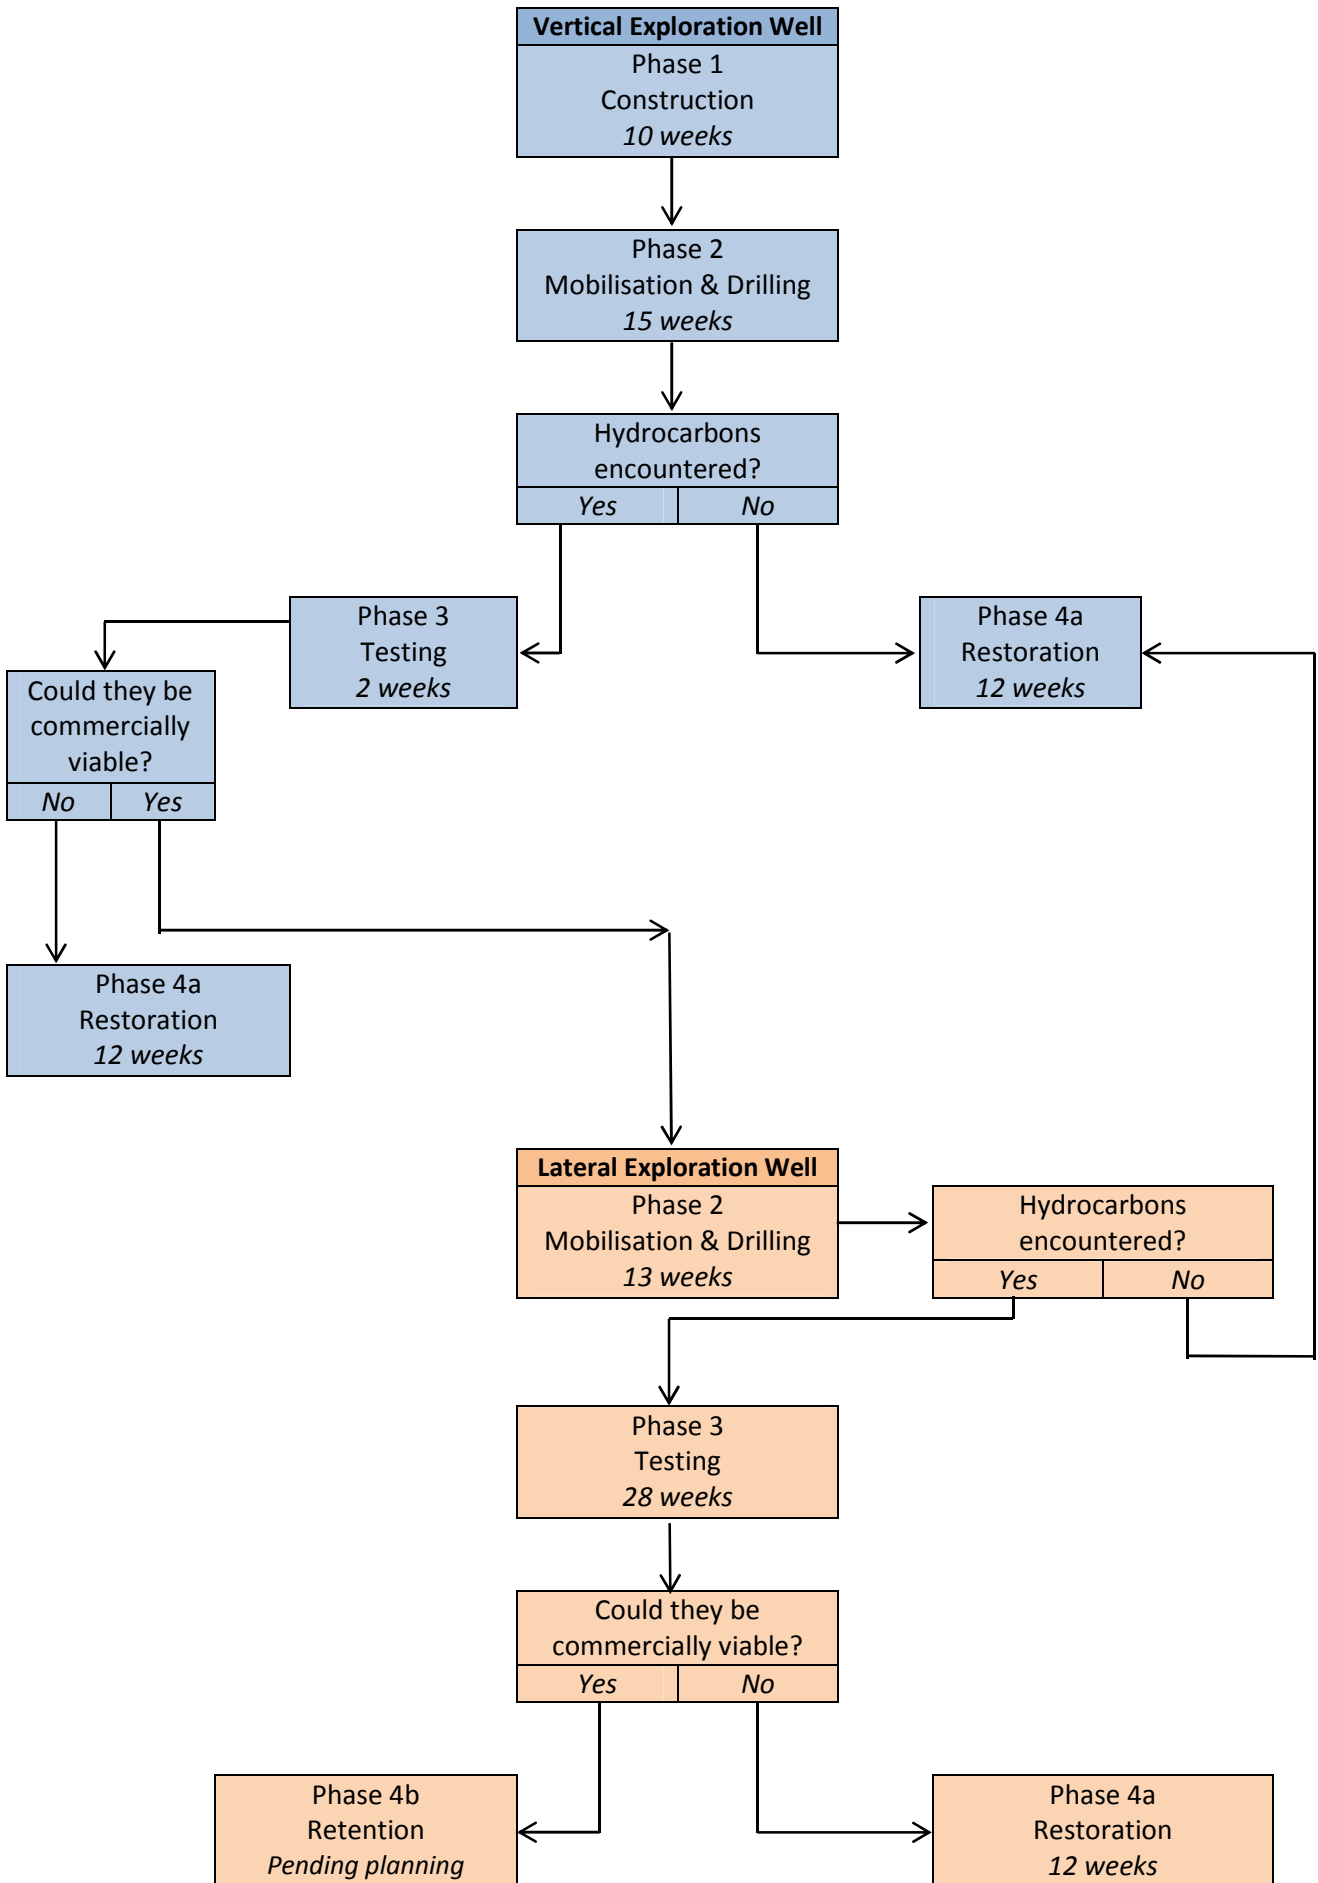 Vertical Exploration Well
Phase 1
Construction
10 weeks
Phase 2
Mobilisation & Drilling
15 weeks
Hydrocarbons
encountered?
Yes No
Phase 3
Testing
2 weeks
Phase 4a
Restoration
12 weeks
Could they be
commercially
viable?
No Yes
Phase 4a
Restoration
12 weeks
Lateral Exploration Well
Phase 2
Mobilisation & Drilling
13 weeks
Hydrocarbons
encountered?
Yes No
Phase 3
Testing
28 weeks
Could they be
commercially viable?
Yes No
Phase 4b
Retention
Pending planning
Phase 4a
Restoration
12 weeks